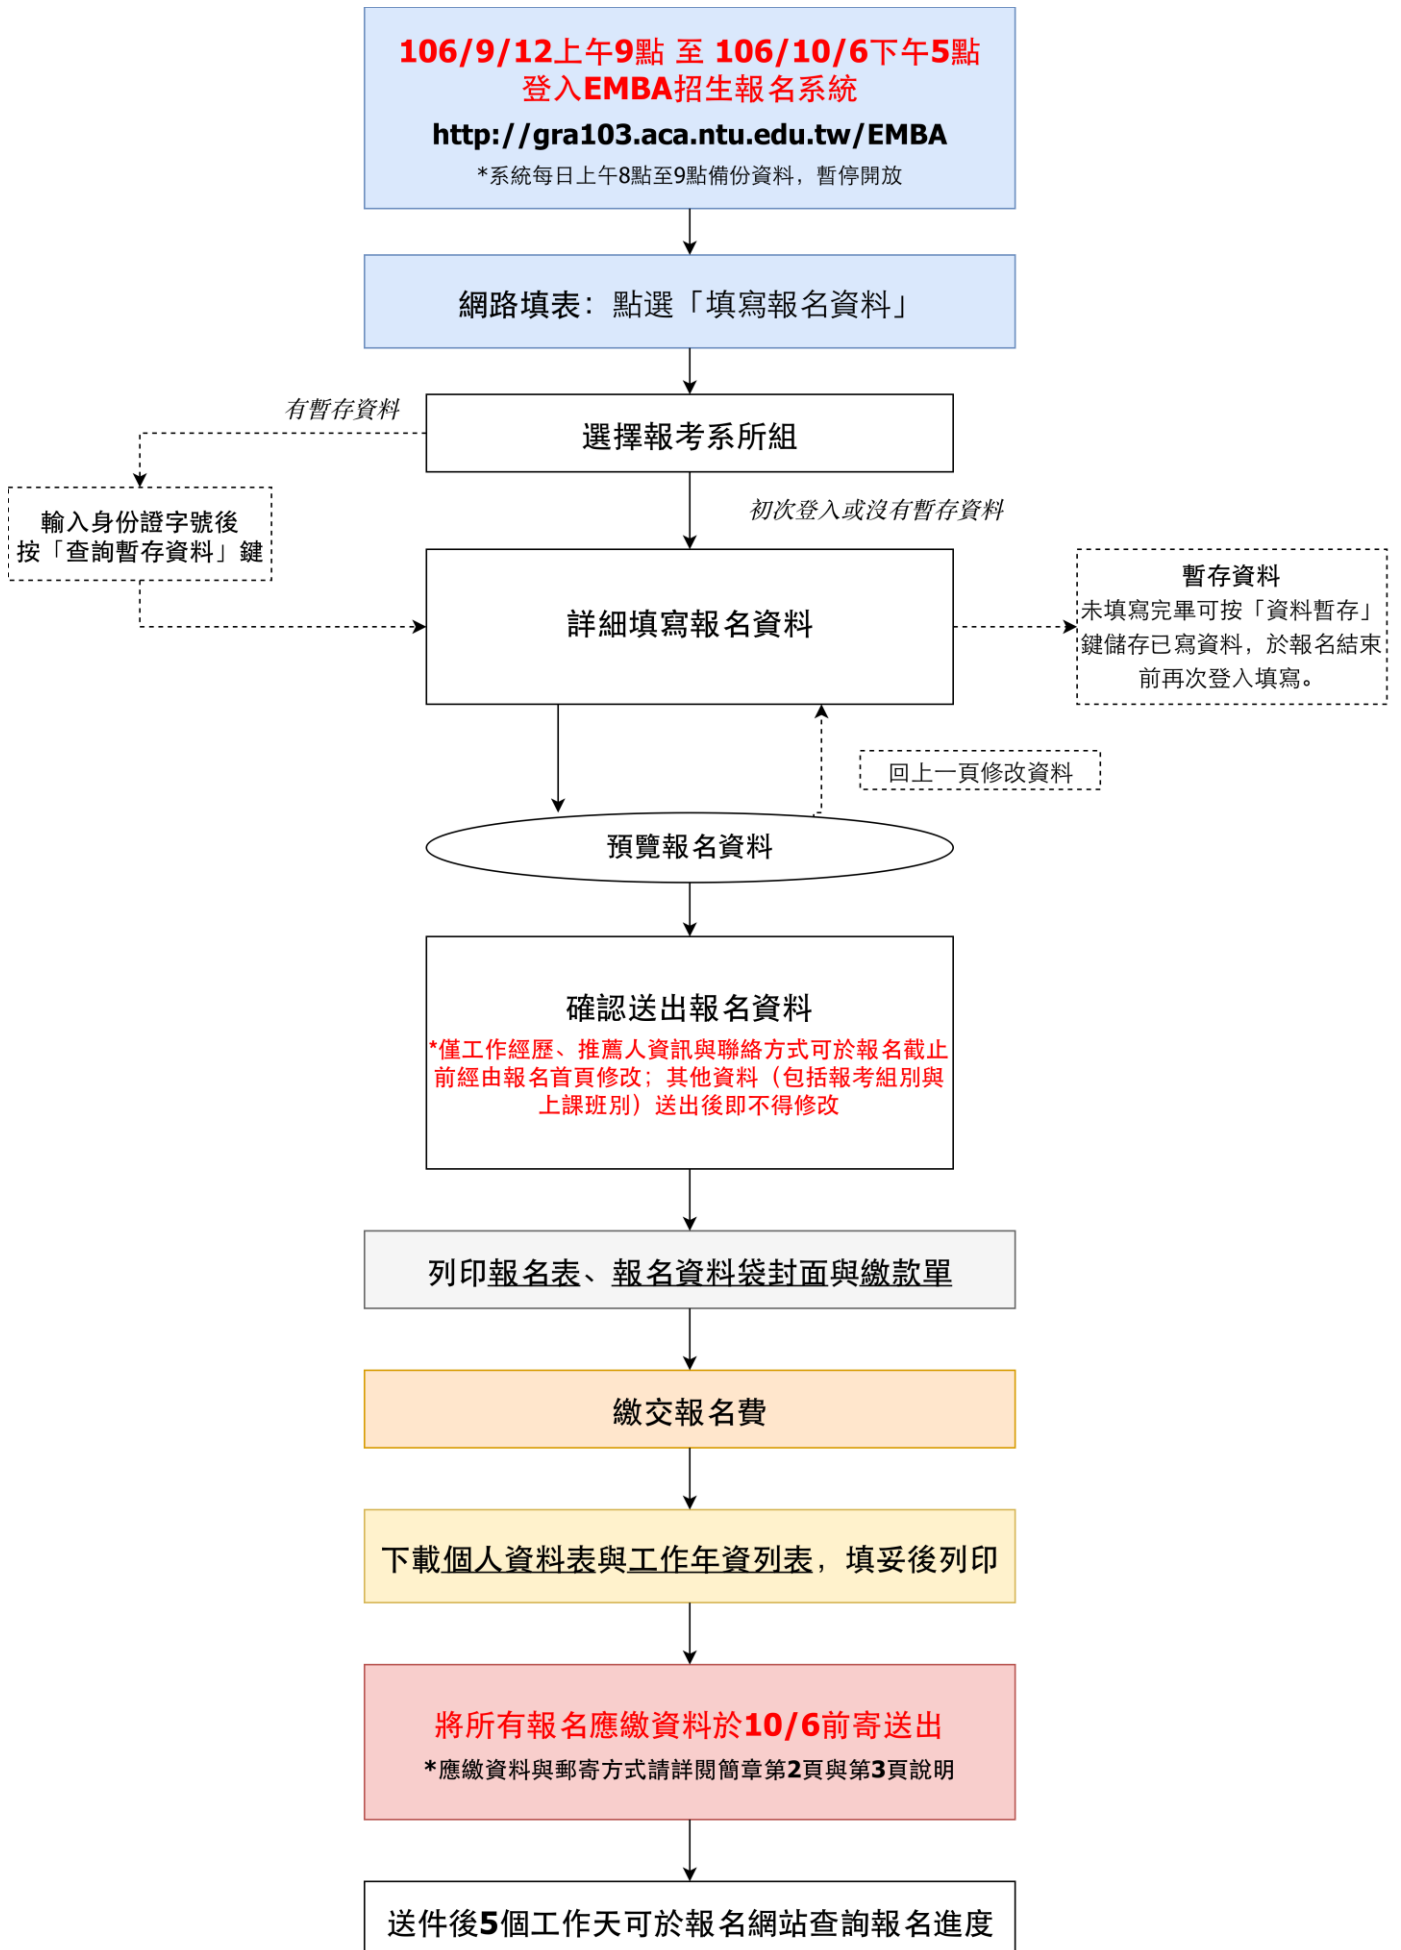 106/9/12上午9點 至 106/10/6下午5點
登入EMBA招生報名系統
http://gra103.aca.ntu.edu.tw/EMBA
*系統每日上午8點至9點備份資料，暫停開放
網路填表：點選「填寫報名資料」
有暫存資料
選擇報考系所組
輸入身份證字號後
按「查詢暫存資料」鍵
初次登入或沒有暫存資料
詳細填寫報名資料
暫存資料
未填寫完畢可按「資料暫存」
鍵儲存已寫資料，於報名結束
前再次登入填寫。
回上一頁修改資料
預覽報名資料
確認送出報名資料
*僅工作經歷、推薦人資訊與聯絡方式可於報名截止
前經由報名首頁修改；其他資料（包括報考組別與
上課班別）送出後即不得修改
列印報名表、報名資料袋封面與繳款單
繳交報名費
下載個人資料表與工作年資列表，填妥後列印
將所有報名應繳資料於10/6前寄送出
*應繳資料與郵寄方式請詳閱簡章第2頁與第3頁說明
送件後5個工作天可於報名網站查詢報名進度